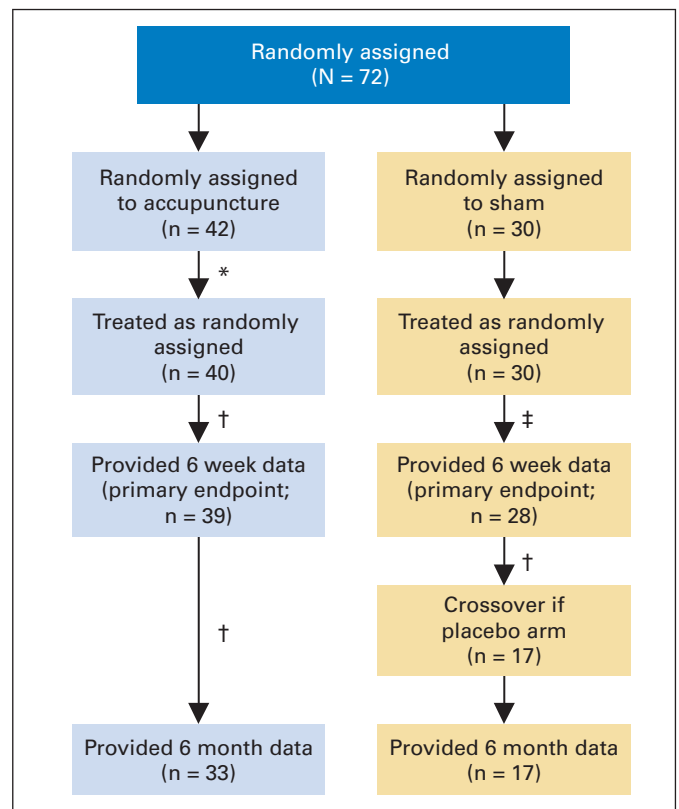 Randomly assigned
(N = 72)
Randomly assigned
to accupuncture
(n = 42)
Randomly assigned
to sham
(n = 30)
*
Treated as randomly
assigned
(n = 40)
Treated as randomly
assigned
(n = 30)
†
‡
Provided 6 week data
(primary endpoint;
n = 39)
Provided 6 week data
(primary endpoint;
n = 28)
†
Crossover if
placebo arm
(n = 17)
†
Provided 6 month data
(n = 33)
Provided 6 month data
(n = 17)